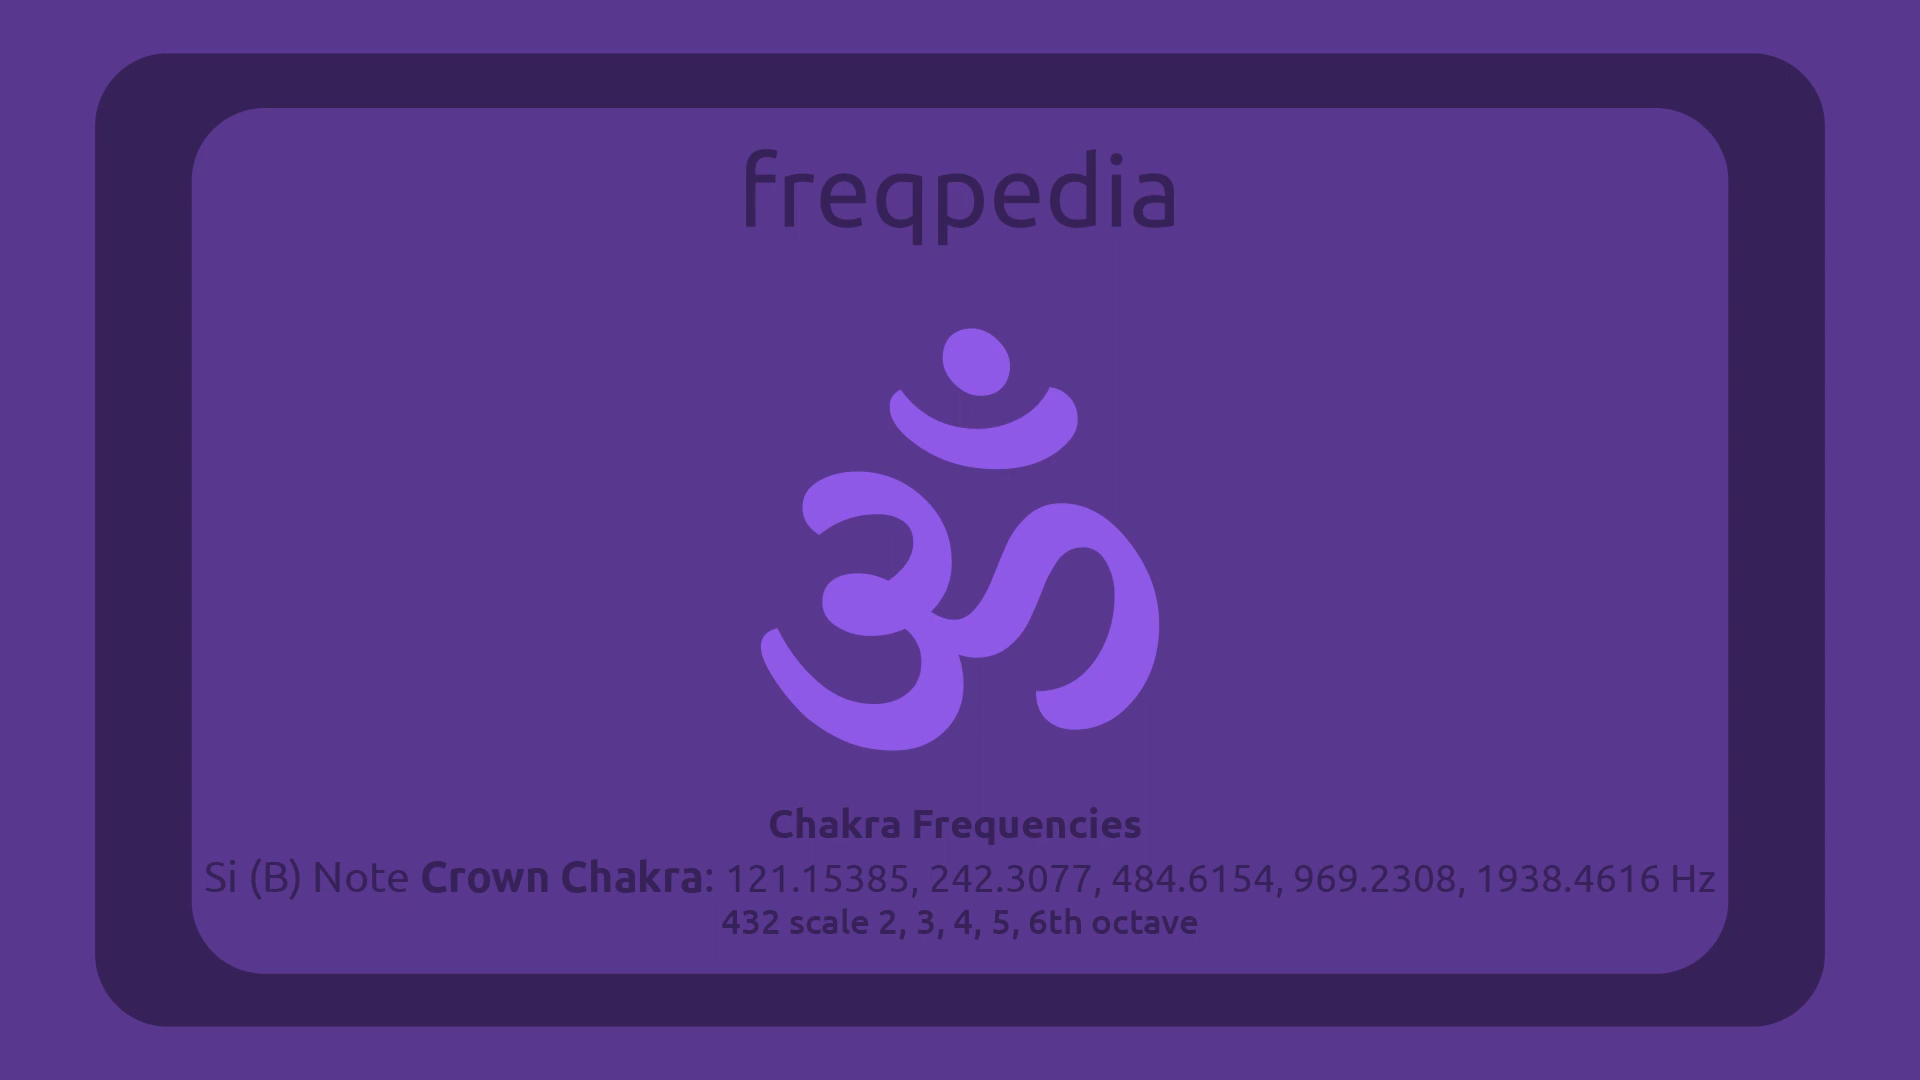 freqpedia
ॐ
Chakra Frequencies
Si (B) Note Crown Chakra: 121.15385, 242.3077, 484.6154, 969.2308, 1938.4616 Hz
432 scale 2, 3, 4, 5, 6th octave